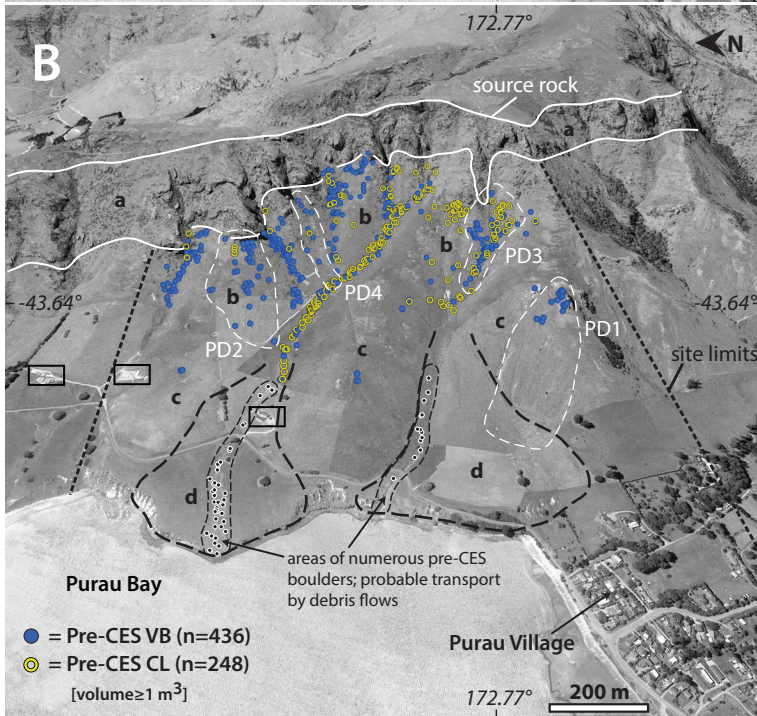 172.77°
N
B
source rock
a
a
b
b
PD3
PD4
b
-43.64°
-43.64°
c
PD1
PD2
c
site limits
c
d
d
areas of numerous pre-CES
boulders; probable transport
by debris flows
Purau Bay
= Pre-CES VB (n=436)
Purau Village
= Pre-CES CL (n=248)
[volume≥1 m³]
172.77°
200 m